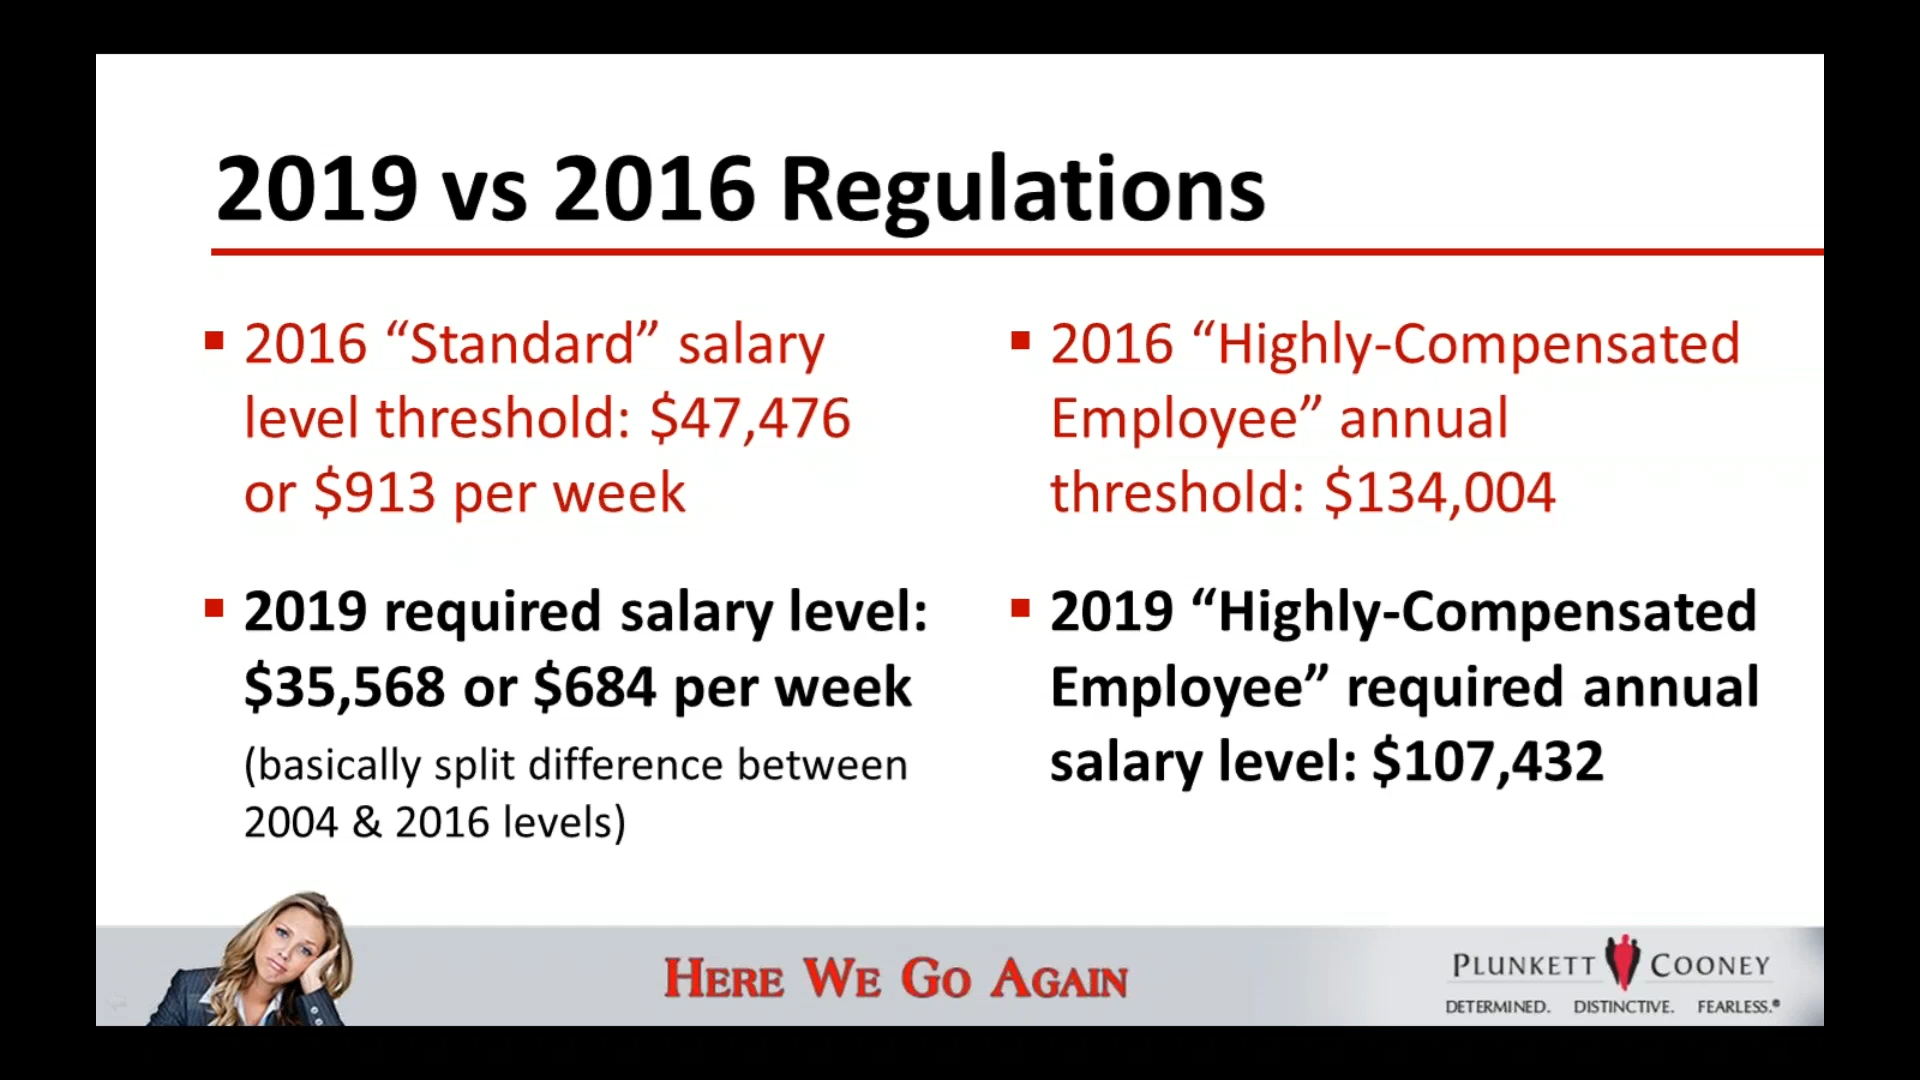 2019 vs 2016 Regulations
▪ 2016 “Standard” salary
level threshold: $47,476
or $913 per week
▪ 2019 required salary level:
$35,568 or $684 per week
(basically split difference between
2004 & 2016 levels)
▪ 2016 “Highly-Compensated
Employee” annual
threshold: $134,004
▪ 2019 “Highly-Compensated
Employee” required annual
salary level: $107,432
HERE WE GO AGAIN
PLUNKETT COONEY
DETERMINED. DISTINCTIVE. FEARLESS.®